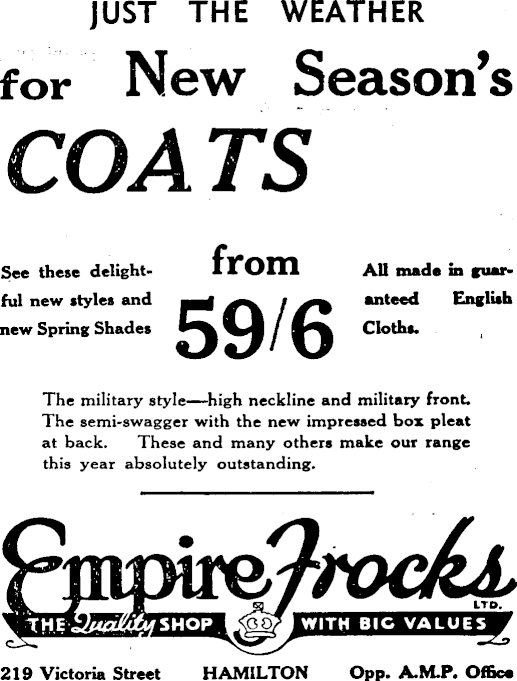 JUST THE WEATHER
for New Season's
COATS
See these delight-
ful new styles and
new Spring Shades
from
59/6
All made in guar-
anteed English
Cloths.
The military style—high neckline and military front.
The semi-swagger with the new impressed box pleat
at back. These and many others make our range
this year absolutely outstanding.
Empire Frocks
LTD.
THE Quality SHOP WITH BIG VALUES
219 Victoria Street HAMILTON Opp. A.M.P. Office